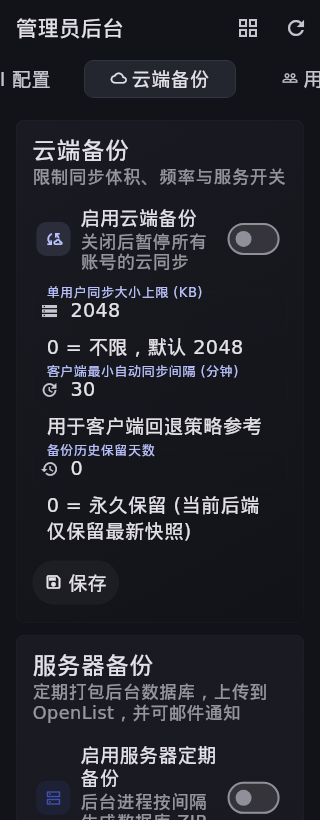 管理员后台
配置
云端备份
用
云端备份
限制同步体积、频率与服务开关
启用云端备份
关闭后暂停所有
账号的云同步
单用户同步大小上限 (KB)
2048
0 = 不限，默认 2048
客户端最小自动同步间隔 (分钟)
30
用于客户端回退策略参考
备份历史保留天数
0
0 = 永久保留 (当前后端
仅保留最新快照)
保存
服务器备份
定期打包后台数据库，上传到
OpenList，并可邮件通知
启用服务器定期
备份
后台进程按间隔
生成数据库 ZIP